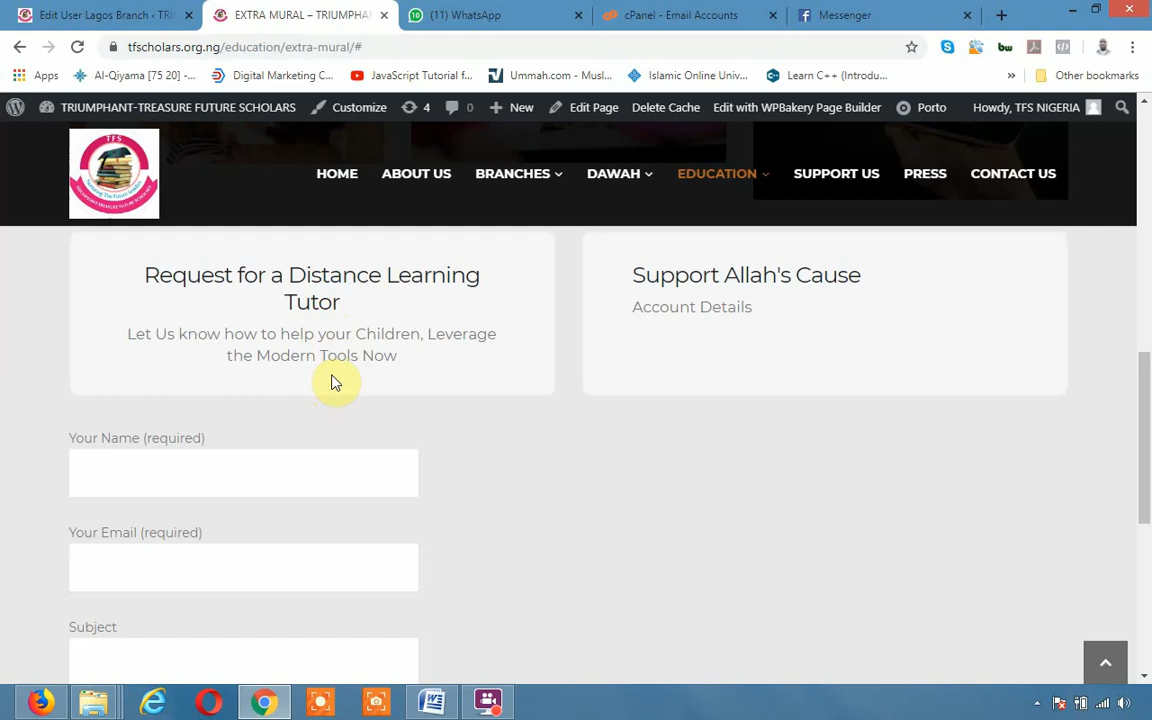 Edit User Lagos Branch ‹ TRI
EXTRA MURAL – TRIUMPHAN
(11) WhatsApp
cPanel - Email Accounts
Messenger
tfscholars.org.ng/education/extra-mural/#
Apps
Al-Qiyama [75 20] -...
Digital Marketing C...
JavaScript Tutorial f...
Ummah.com - Musl...
Islamic Online Univ...
Learn C++ (Introdu...
»
Other bookmarks
TRIUMPHANT-TREASURE FUTURE SCHOLARS
Customize
4
0
New
Edit Page
Delete Cache
Edit with WPBakery Page Builder
Porto
Howdy, TFS NIGERIA
TFS
HOME
ABOUT US
BRANCHES
DAWAH
EDUCATION
SUPPORT US
PRESS
CONTACT US
Request for a Distance Learning
Tutor
Let Us know how to help your Children, Leverage
the Modern Tools Now
Support Allah's Cause
Account Details
Your Name (required)
Your Email (required)
Subject